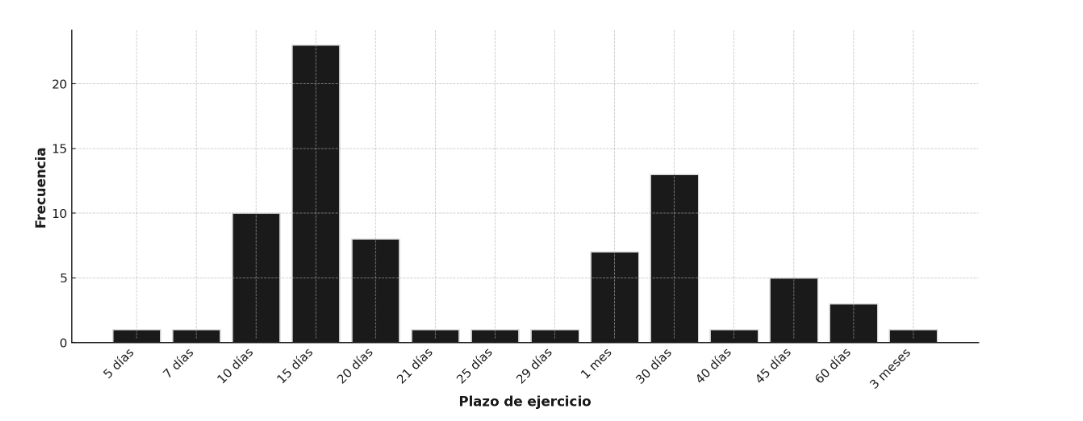 Frecuencia
20
15
10
5
0
5 días
7 días
10 días
15 días
20 días
21 días
25 días
29 días
1 mes
30 días
40 días
45 días
60 días
3 meses
Plazo de ejercicio